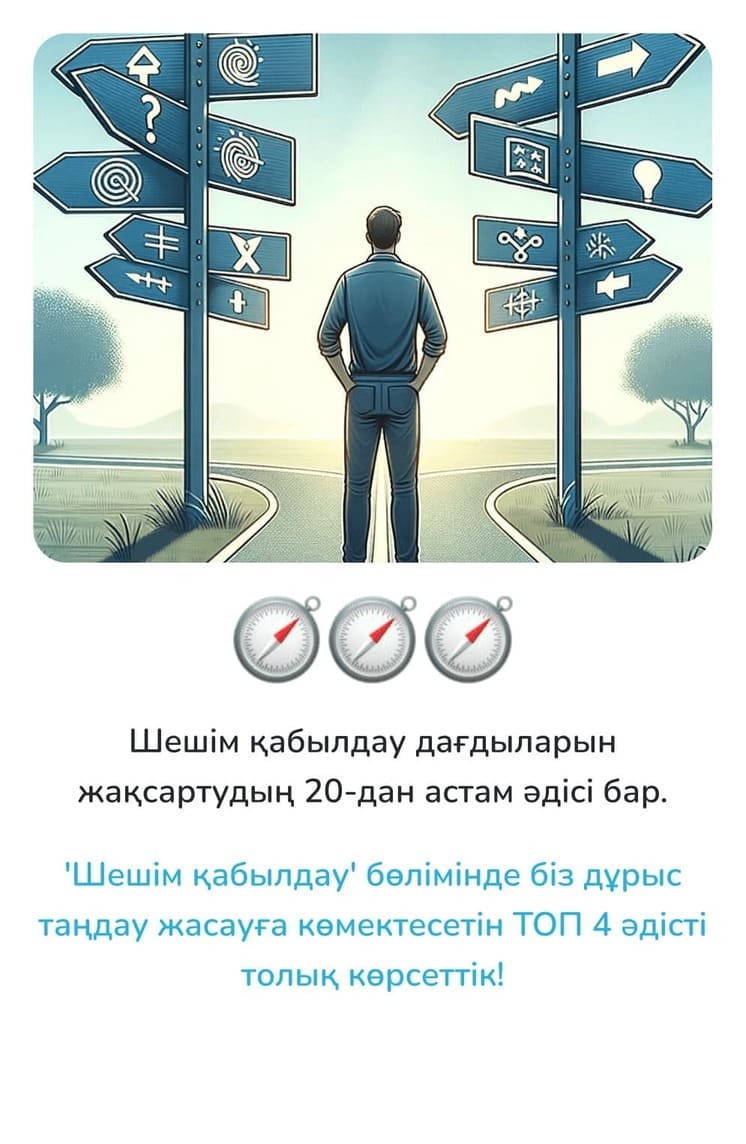 ?
Шешім қабылдау дағдыларын
жақсартудың 20-дан астам әдісі бар.
'Шешім қабылдау' бөлімінде біз дұрыс
таңдау жасауға көмектесетін ТОП 4 әдісті
толық көрсеттік!